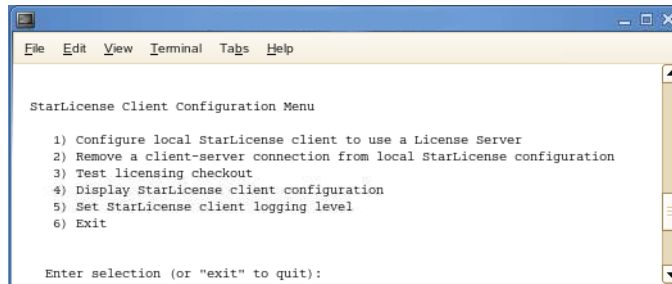 File Edit View Terminal Tabs Help
StarLicense Client Configuration Menu
1) Configure local StarLicense client to use a License Server
2) Remove a client-server connection from local StarLicense configuration
3) Test licensing checkout
4) Display StarLicense client configuration
5) Set StarLicense client logging level
6) Exit
Enter selection (or "exit" to quit):